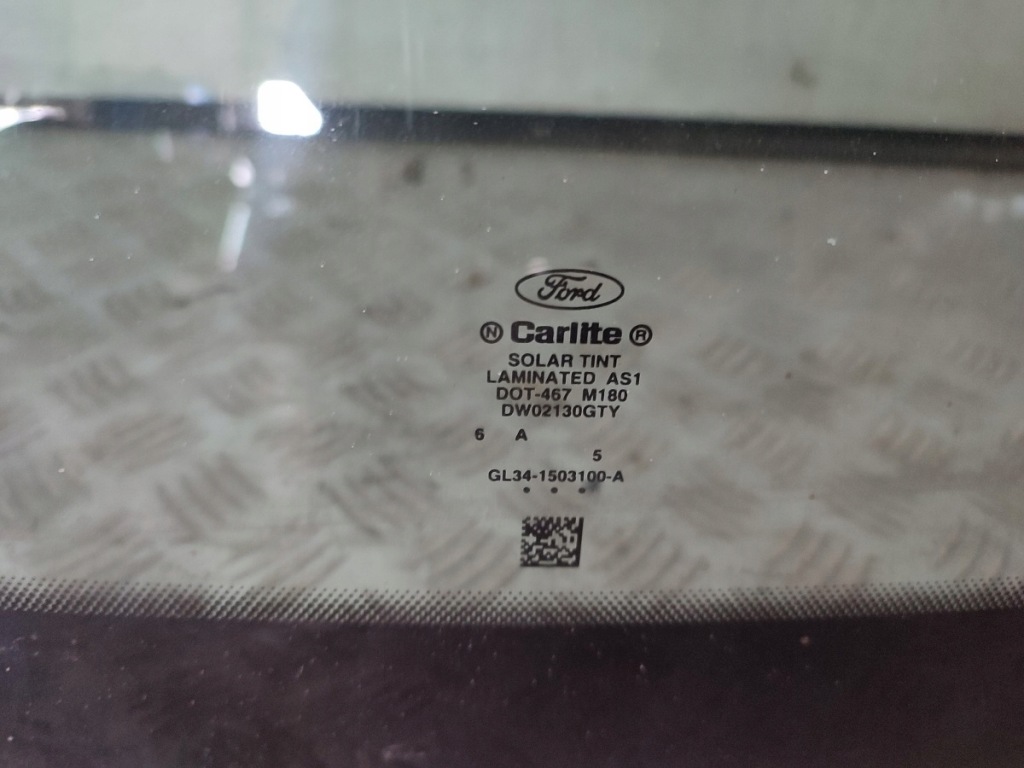 Ford
N Carlite ®
SOLAR TINT
LAMINATED AS1
DOT-467 M180
DW02130GTY
6 A
5
GL34-1503100-A